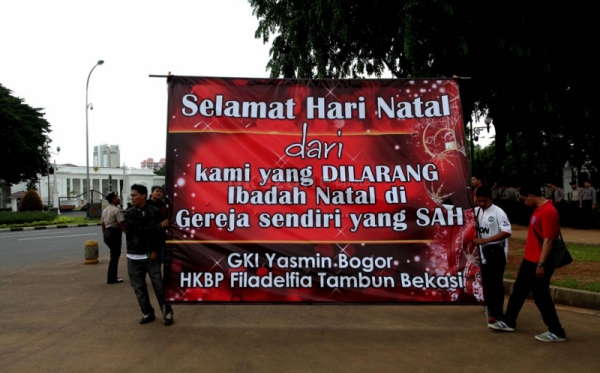 Selamat Hari Natal
dari
kami yang DILARANG
Ibadah Natal di
Gereja sendiri yang SAH
GKI Yasmin Bogor
HKBP Filadelfia Tambun Bekasi